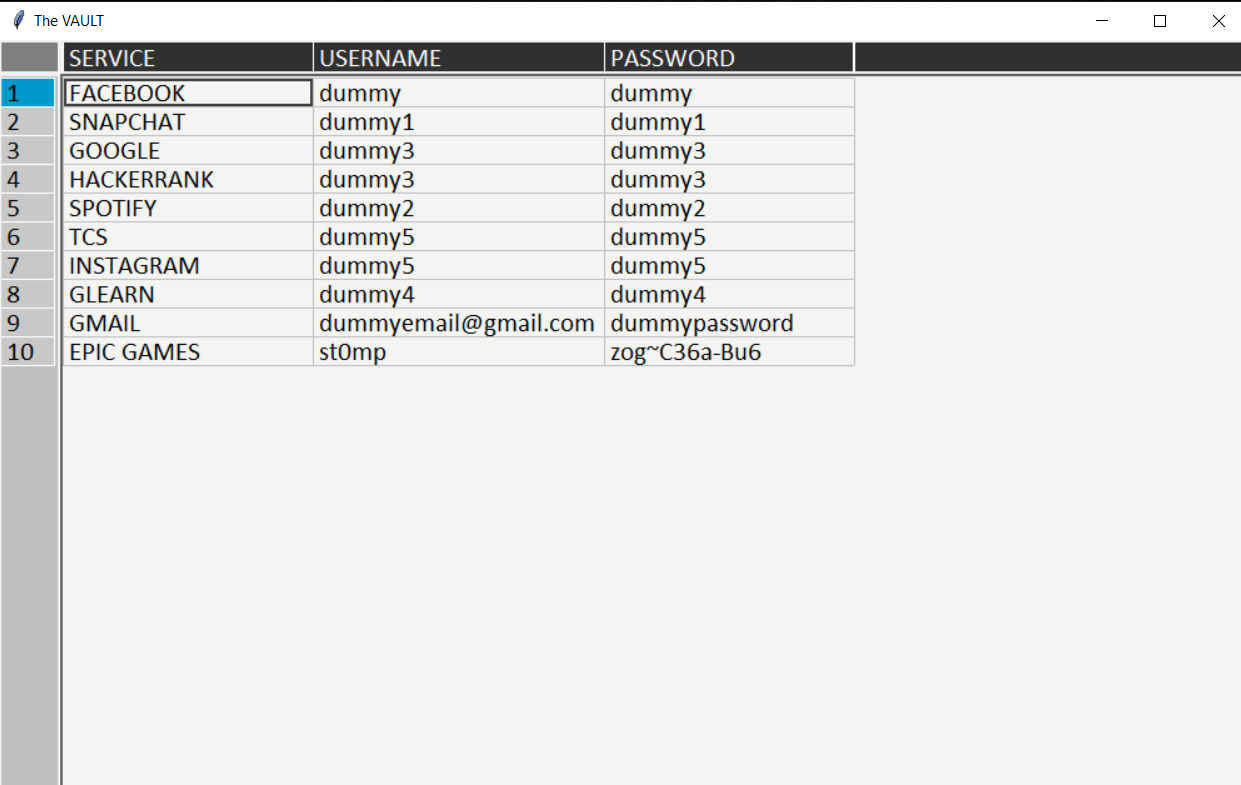 The VAULT
SERVICE USERNAME PASSWORD
1 FACEBOOK dummy dummy
2 SNAPCHAT dummy1 dummy1
3 GOOGLE dummy3 dummy3
4 HACKERRANK dummy3 dummy3
5 SPOTIFY dummy2 dummy2
6 TCS dummy5 dummy5
7 INSTAGRAM dummy5 dummy5
8 GLEARN dummy4 dummy4
9 GMAIL dummyemail@gmail.com dummypassword
10 EPIC GAMES st0mp zog~C36a-Bu6